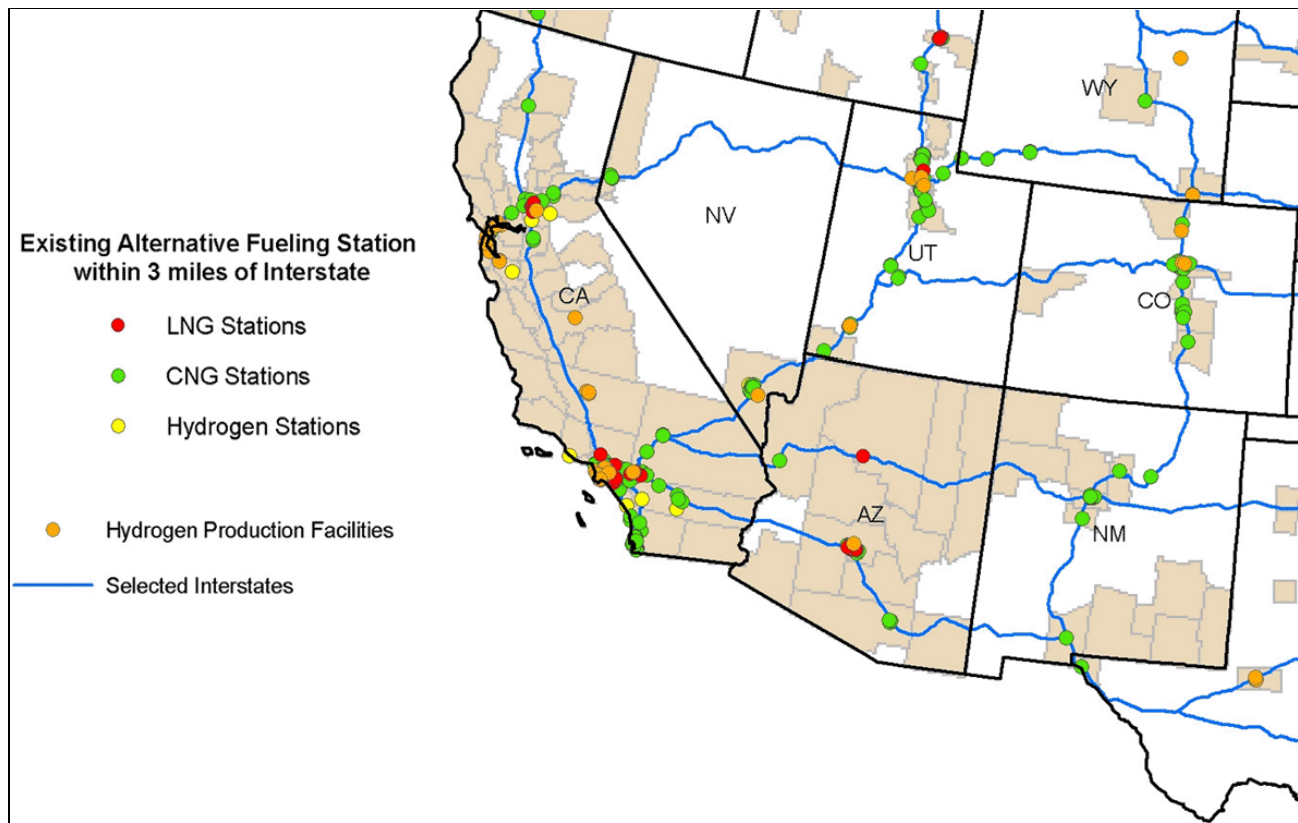 Existing Alternative Fueling Station
within 3 miles of Interstate
LNG Stations
CNG Stations
Hydrogen Stations
Hydrogen Production Facilities
Selected Interstates
WY
NV
UT
CA
CO
AZ
NM